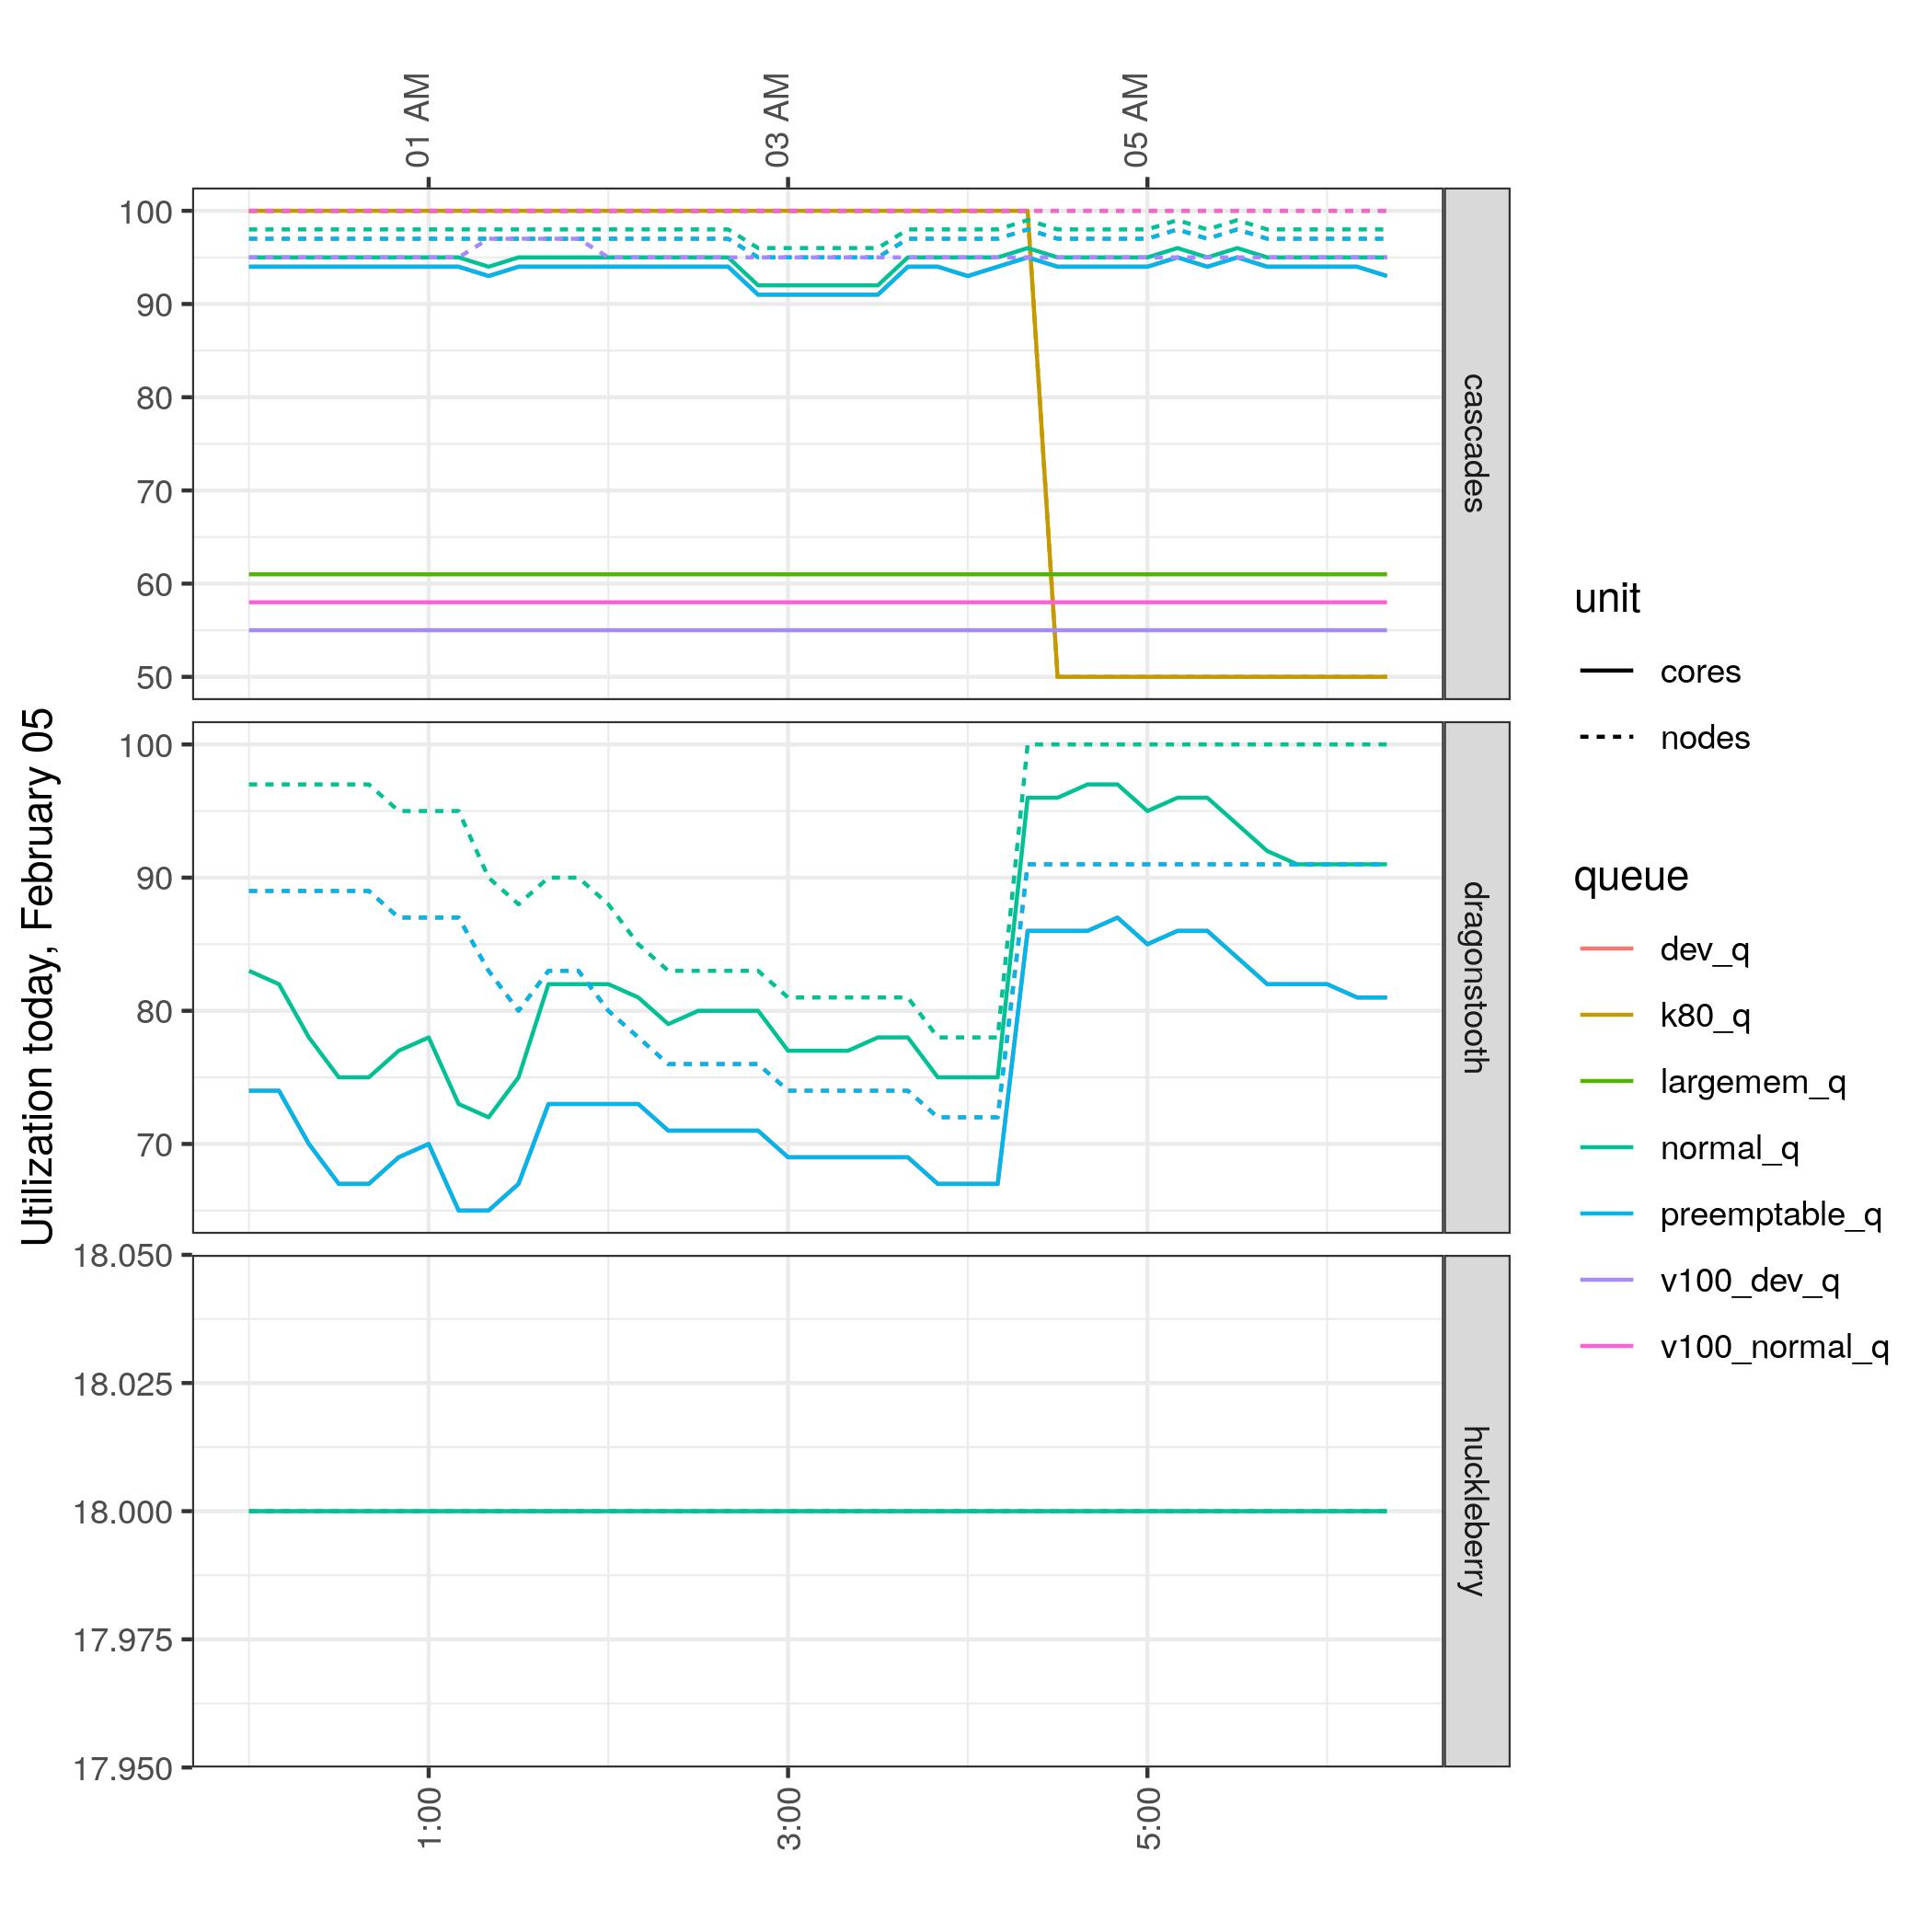 01 AM
03 AM
05 AM
Utilization today, February 05
100
90
80
70
60
50
cascades
100
90
80
70
dragonstooth
18.050
18.025
18.000
17.975
17.950
huckleberry
1:00
3:00
5:00
unit
cores
nodes
queue
dev_q
k80_q
largemem_q
normal_q
preemptable_q
v100_dev_q
v100_normal_q